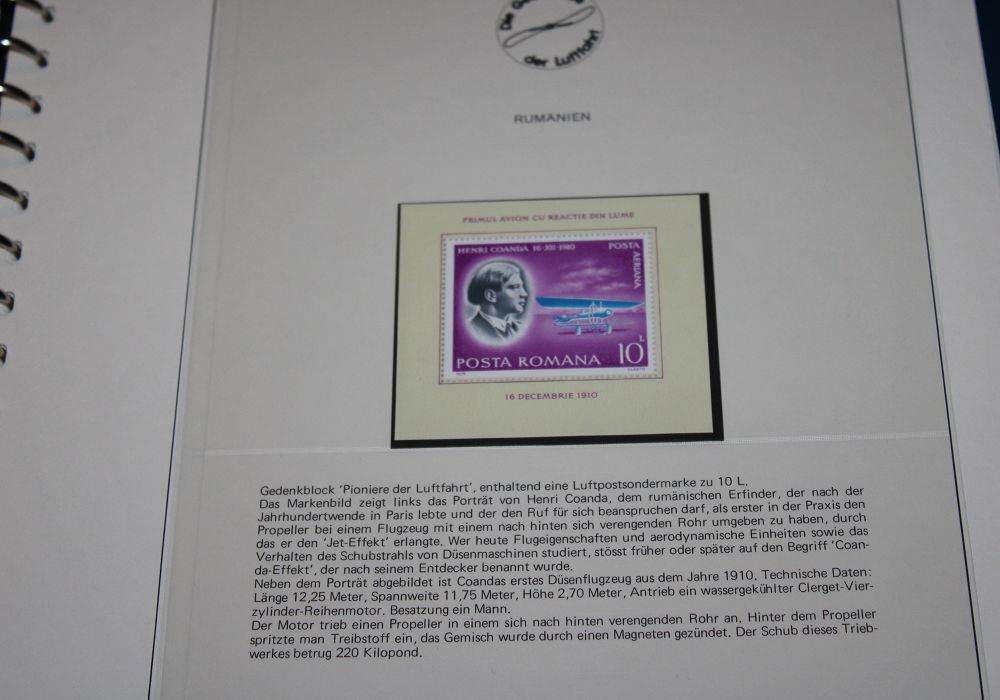 Die
der Luftfahrt
RUMÄNIEN
PRIMUL AVION CU REACTIE DIN LUME
HENRI COANDA 16·XII·1910
POSTA
AERIANA
POSTA ROMANA 10 L
16 DECEMBRIE 1910
Gedenkblock 'Pioniere der Luftfahrt', enthaltend eine Luftpostsondermarke zu 10 L.
Das Markenbild zeigt links das Porträt von Henri Coanda, dem rumänischen Erfinder, der nach der
Jahrhundertwende in Paris lebte und der den Ruf für sich beanspruchen darf, als erster in der Praxis den
Propeller bei einem Flugzeug mit einem nach hinten sich verengenden Rohr umgeben zu haben, durch
das er den 'Jet-Effekt' erlangte. Wer heute Flugeigenschaften und aerodynamische Einheiten sowie das
Verhalten des Schubstrahls von Düsenmaschinen studiert, stösst früher oder später auf den Begriff 'Coan-
da-Effekt', der nach seinem Entdecker benannt wurde.
Neben dem Porträt abgebildet ist Coandas erstes Düsenflugzeug aus dem Jahre 1910. Technische Daten:
Länge 12,25 Meter, Spannweite 11,75 Meter, Höhe 2,70 Meter, Antrieb ein wassergekühlter Clerget-Vier-
zylinder-Reihenmotor. Besatzung ein Mann.
Der Motor trieb einen Propeller in einem sich nach hinten verengenden Rohr an. Hinter dem Propeller
spritzte man Treibstoff ein, das Gemisch wurde durch einen Magneten gezündet. Der Schub dieses Trieb-
werkes betrug 220 Kilopond.